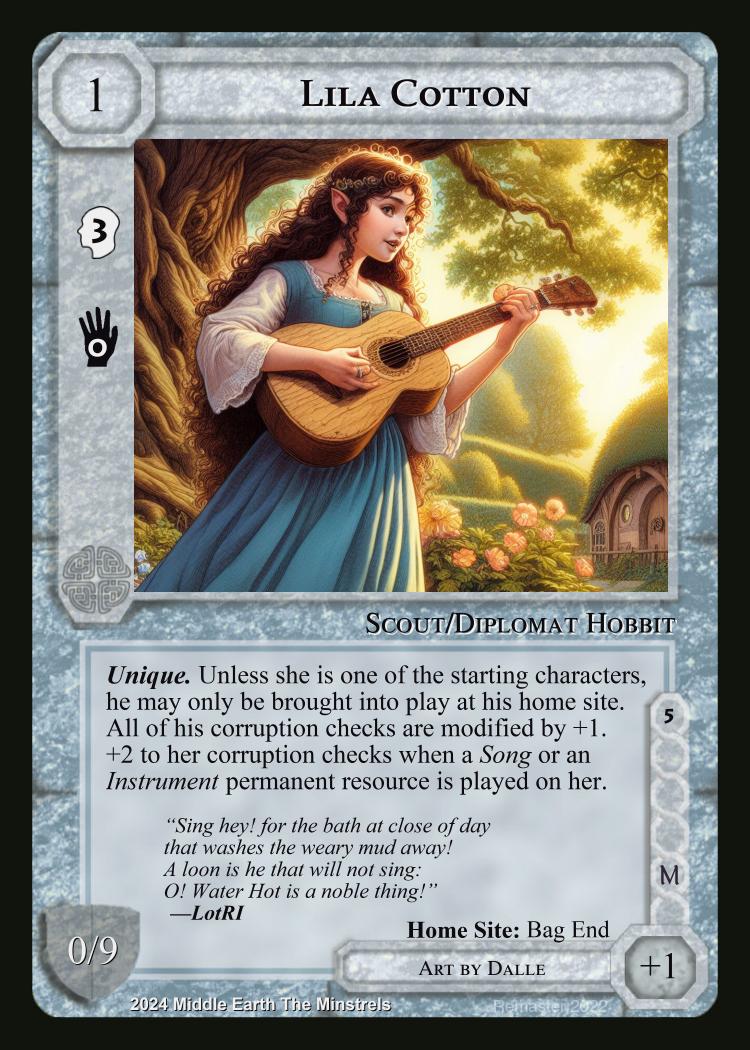 1
Lila Cotton
3
0
Scout/Diplomat Hobbit
Unique. Unless she is one of the starting characters,
he may only be brought into play at his home site.
All of his corruption checks are modified by +1.
+2 to her corruption checks when a Song or an
Instrument permanent resource is played on her.
5
“Sing hey! for the bath at close of day
that washes the weary mud away!
A loon is he that will not sing:
O! Water Hot is a noble thing!”
—LotRI
M
Home Site: Bag End
0/9
Art by Dalle
+1
2024 Middle Earth The Minstrels
Remaster 2022